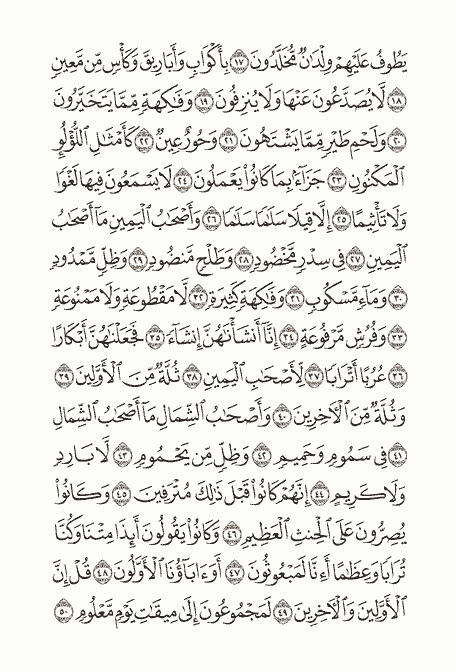 يَطُوفُ عَلَيْهِمْ وِلْدَٰنٌ مُّخَلَّدُونَ ﴿١٧﴾ بِأَكْوَابٍ وَأَبَارِيقَ وَكَأْسٍ مِّن مَّعِينٍ
﴿١٨﴾ لَّا يُصَدَّعُونَ عَنْهَا وَلَا يُنزِفُونَ ﴿١٩﴾ وَفَٰكِهَةٍ مِّمَّا يَتَخَيَّرُونَ
﴿٢٠﴾ وَلَحْمِ طَيْرٍ مِّمَّا يَشْتَهُونَ ﴿٢١﴾ وَحُورٌ عِينٌ ﴿٢٢﴾ كَأَمْثَٰلِ ٱللُّؤْلُؤِ
ٱلْمَكْنُونِ ﴿٢٣﴾ جَزَآءًۢ بِمَا كَانُوا۟ يَعْمَلُونَ ﴿٢٤﴾ لَا يَسْمَعُونَ فِيهَا لَغْوًا
وَلَا تَأْثِيمًا ﴿٢٥﴾ إِلَّا قِيلًا سَلَٰمًا سَلَٰمًا ﴿٢٦﴾ وَأَصْحَٰبُ ٱلْيَمِينِ مَآ أَصْحَٰبُ
ٱلْيَمِينِ ﴿٢٧﴾ فِى سِدْرٍ مَّخْضُودٍ ﴿٢٨﴾ وَطَلْحٍ مَّنضُودٍ ﴿٢٩﴾ وَظِلٍّ مَّمْدُودٍ
﴿٣٠﴾ وَمَآءٍ مَّسْكُوبٍ ﴿٣١﴾ وَفَٰكِهَةٍ كَثِيرَةٍ ﴿٣٢﴾ لَّا مَقْطُوعَةٍ وَلَا مَمْنُوعَةٍ
﴿٣٣﴾ وَفُرُشٍ مَّرْفُوعَةٍ ﴿٣٤﴾ إِنَّآ أَنشَأْنَٰهُنَّ إِنشَآءً ﴿٣٥﴾ فَجَعَلْنَٰهُنَّ أَبْكَارًا
﴿٣٦﴾ عُرُبًا أَتْرَابًا ﴿٣٧﴾ لِّأَصْحَٰبِ ٱلْيَمِينِ ﴿٣٨﴾ ثُلَّةٌ مِّنَ ٱلْأَوَّلِينَ ﴿٣٩﴾
وَثُلَّةٌ مِّنَ ٱلْءَاخِرِينَ ﴿٤٠﴾ وَأَصْحَٰبُ ٱلشِّمَالِ مَآ أَصْحَٰبُ ٱلشِّمَالِ
﴿٤١﴾ فِى سَمُومٍ وَحَمِيمٍ ﴿٤٢﴾ وَظِلٍّ مِّن يَحْمُومٍ ﴿٤٣﴾ لَّا بَارِدٍ
وَلَا كَرِيمٍ ﴿٤٤﴾ إِنَّهُمْ كَانُوا۟ قَبْلَ ذَٰلِكَ مُتْرَفِينَ ﴿٤٥﴾ وَكَانُوا۟
يُصِرُّونَ عَلَى ٱلْحِنثِ ٱلْعَظِيمِ ﴿٤٦﴾ وَكَانُوا۟ يَقُولُونَ أَئِذَا مِتْنَا وَكُنَّا
تُرَابًا وَعِظَٰمًا أَءِنَّا لَمَبْعُوثُونَ ﴿٤٧﴾ أَوَءَابَآؤُنَا ٱلْأَوَّلُونَ ﴿٤٨﴾ قُلْ إِنَّ
ٱلْأَوَّلِينَ وَٱلْءَاخِرِينَ ﴿٤٩﴾ لَمَجْمُوعُونَ إِلَىٰ مِيقَٰتِ يَوْمٍ مَّعْلُومٍ ﴿٥٠﴾